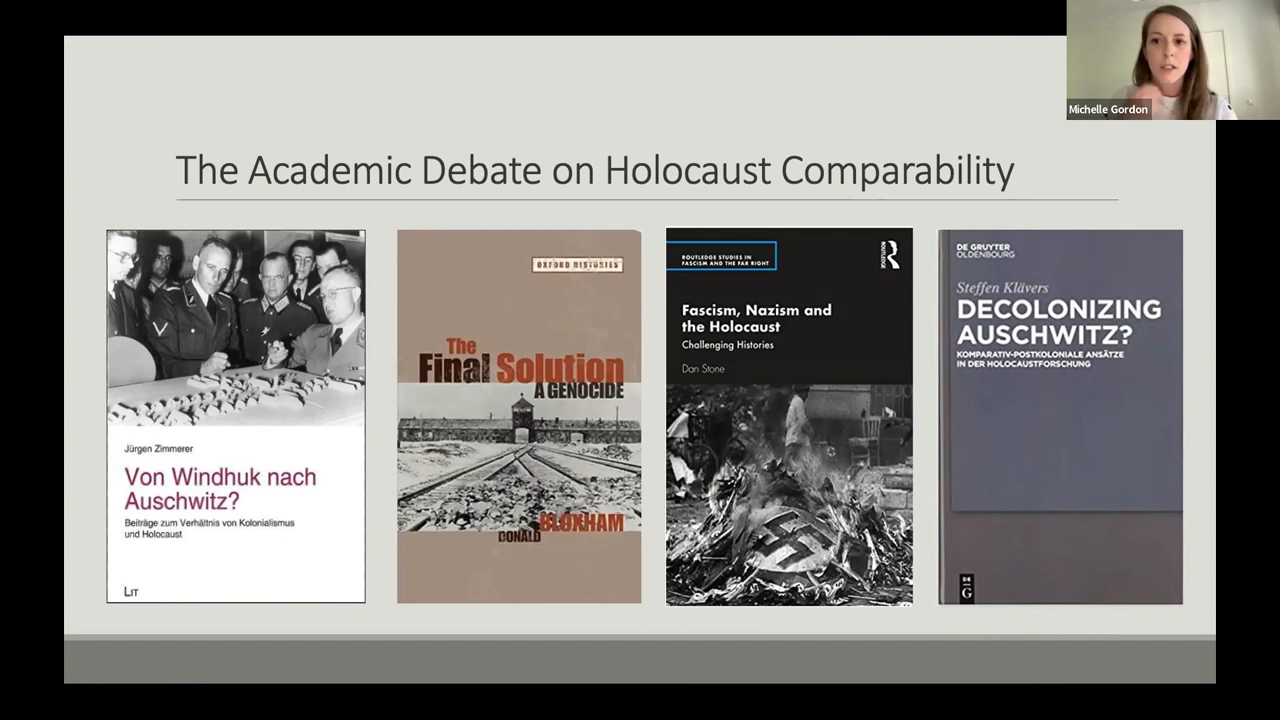 Michelle Gordon
The Academic Debate on Holocaust Comparability
Jürgen Zimmerer
Von Windhuk nach
Auschwitz?
Beiträge zum Verhältnis von Kolonialismus
und Holocaust
LIT
OXFORD HISTORIES
The
Final Solution
A GENOCIDE
DONALD BLOXHAM
ROUTLEDGE STUDIES IN
FASCISM AND THE FAR RIGHT
ROUTLEDGE
Fascism, Nazism and
the Holocaust
Challenging Histories
Dan Stone
DE GRUYTER
OLDENBOURG
Steffen Klävers
DECOLONIZING
AUSCHWITZ?
KOMPARATIV-POSTKOLONIALE ANSÄTZE
IN DER HOLOCAUSTFORSCHUNG
DG
G